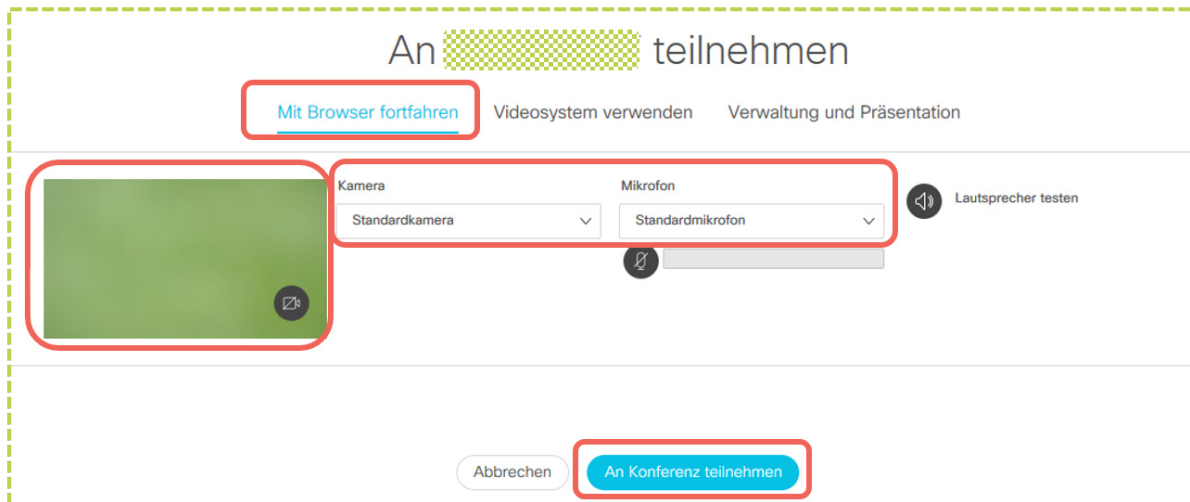 An teilnehmen
Mit Browser fortfahren Videosystem verwenden Verwaltung und Präsentation
Kamera Mikrofon
Standardkamera Standardmikrofon Lautsprecher testen
Abbrechen An Konferenz teilnehmen